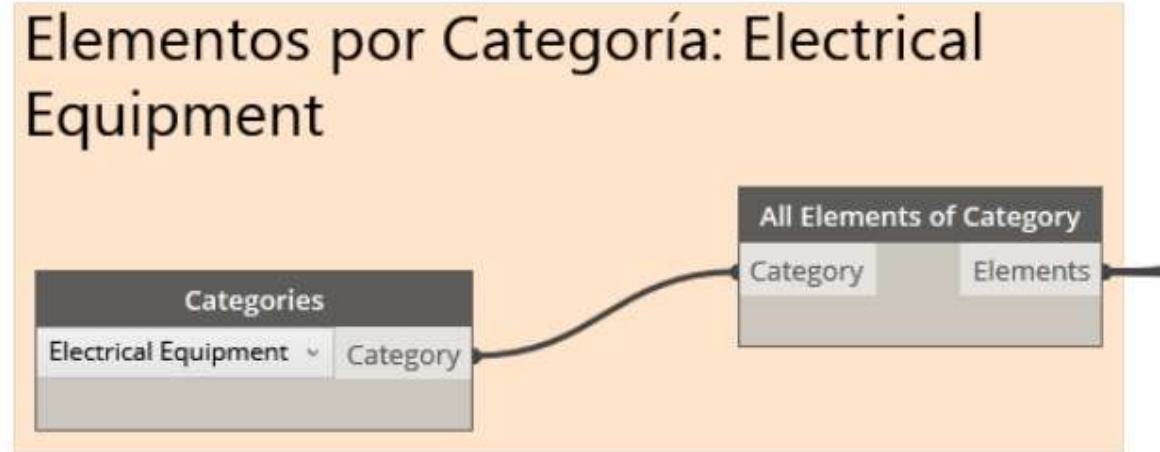 Elementos por Categoría: Electrical
Equipment
All Elements of Category
Category
Elements
Categories
Electrical Equipment
Category